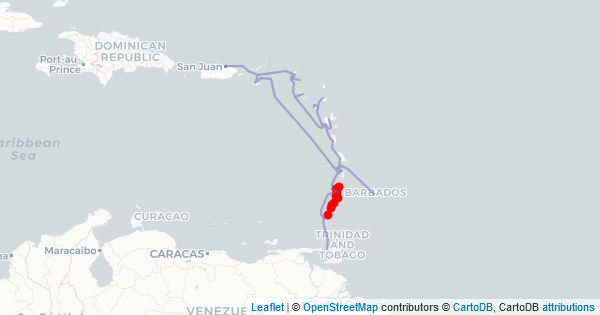 DOMINICAN
REPUBLIC
Port-au-
Prince
San Juan
Caribbean
Sea
BARBADOS
CURACAO
TRINIDAD
AND
TOBAGO
Maracaibo
CARACAS
VENEZUE
Leaflet | © OpenStreetMap contributors © CartoDB, CartoDB attributions